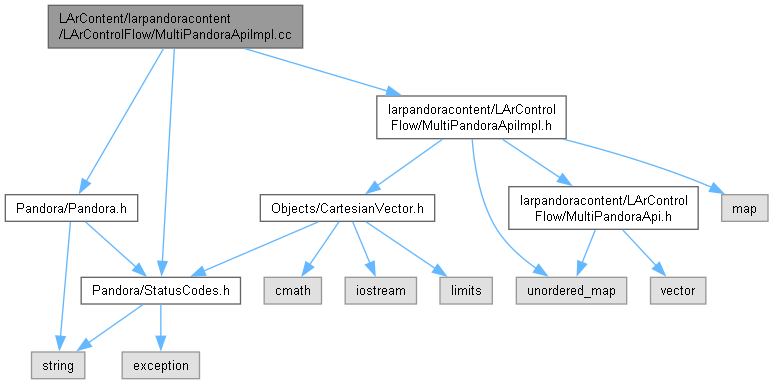 LArContent/larpandoracontent
/LArControlFlow/MultiPandoraApiImpl.cc
larpandoracontent/LArControl
Flow/MultiPandoraApiImpl.h
Pandora/Pandora.h
Objects/CartesianVector.h
larpandoracontent/LArControl
Flow/MultiPandoraApi.h
map
Pandora/StatusCodes.h
cmath
iostream
limits
unordered_map
vector
string
exception